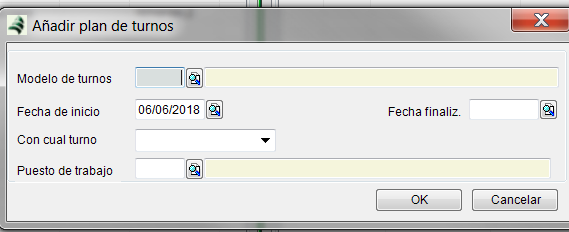 Añadir plan de turnos
Modelo de turnos
Fecha de inicio 06/06/2018 Fecha finaliz.
Con cual turno
Puesto de trabajo
OK Cancelar